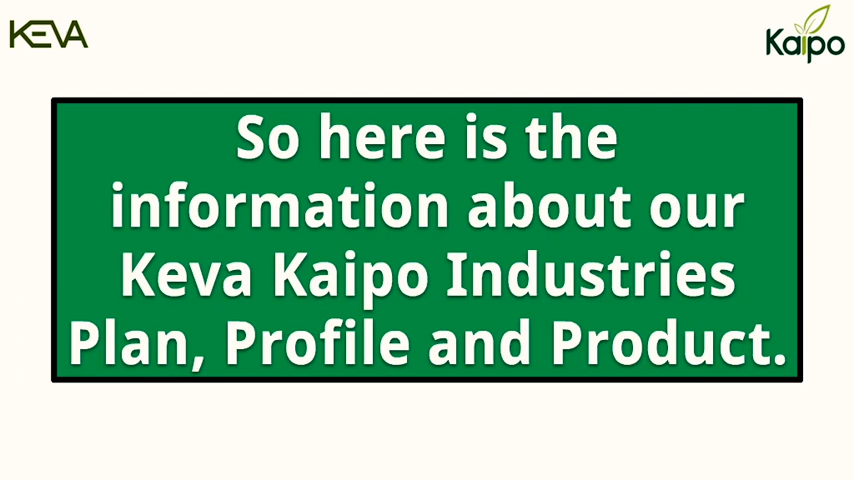 KEVA
Kaipo
So here is the
information about our
Keva Kaipo Industries
Plan, Profile and Product.